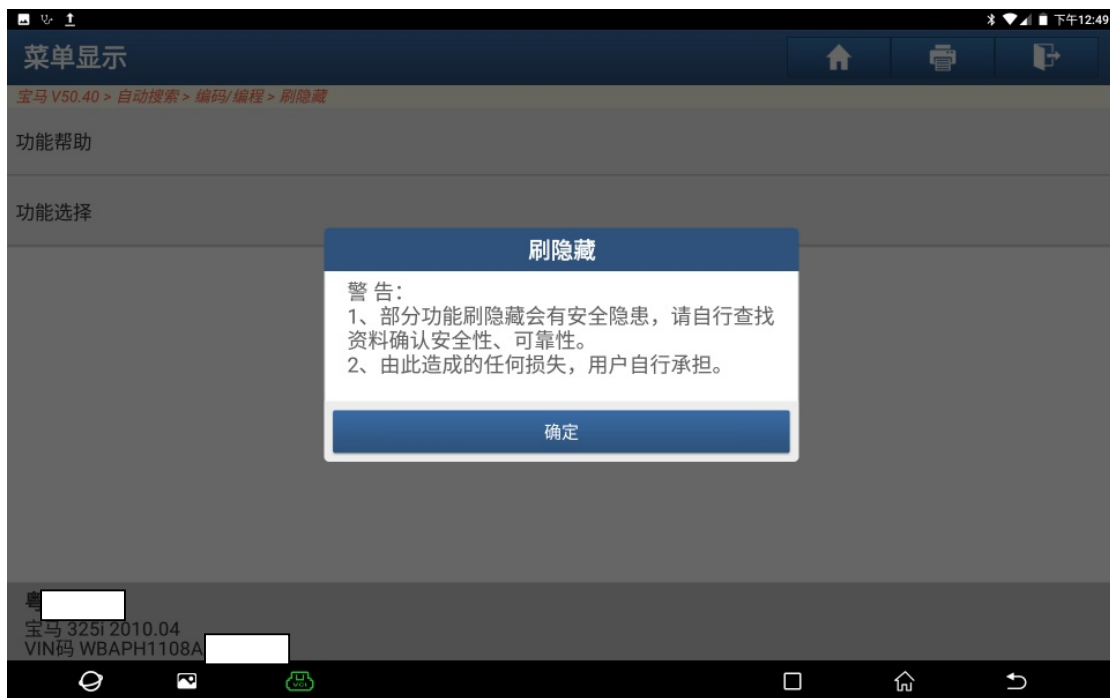 下午12:49
菜单显示
宝马 V50.40 > 自动搜索 > 编码/编程 > 刷隐藏
功能帮助
功能选择
刷隐藏
警 告：
1、部分功能刷隐藏会有安全隐患，请自行查找
资料确认安全性、可靠性。
2、由此造成的任何损失，用户自行承担。
确定
粤
宝马 325i 2010.04
VIN码 WBAPH1108A
VCI